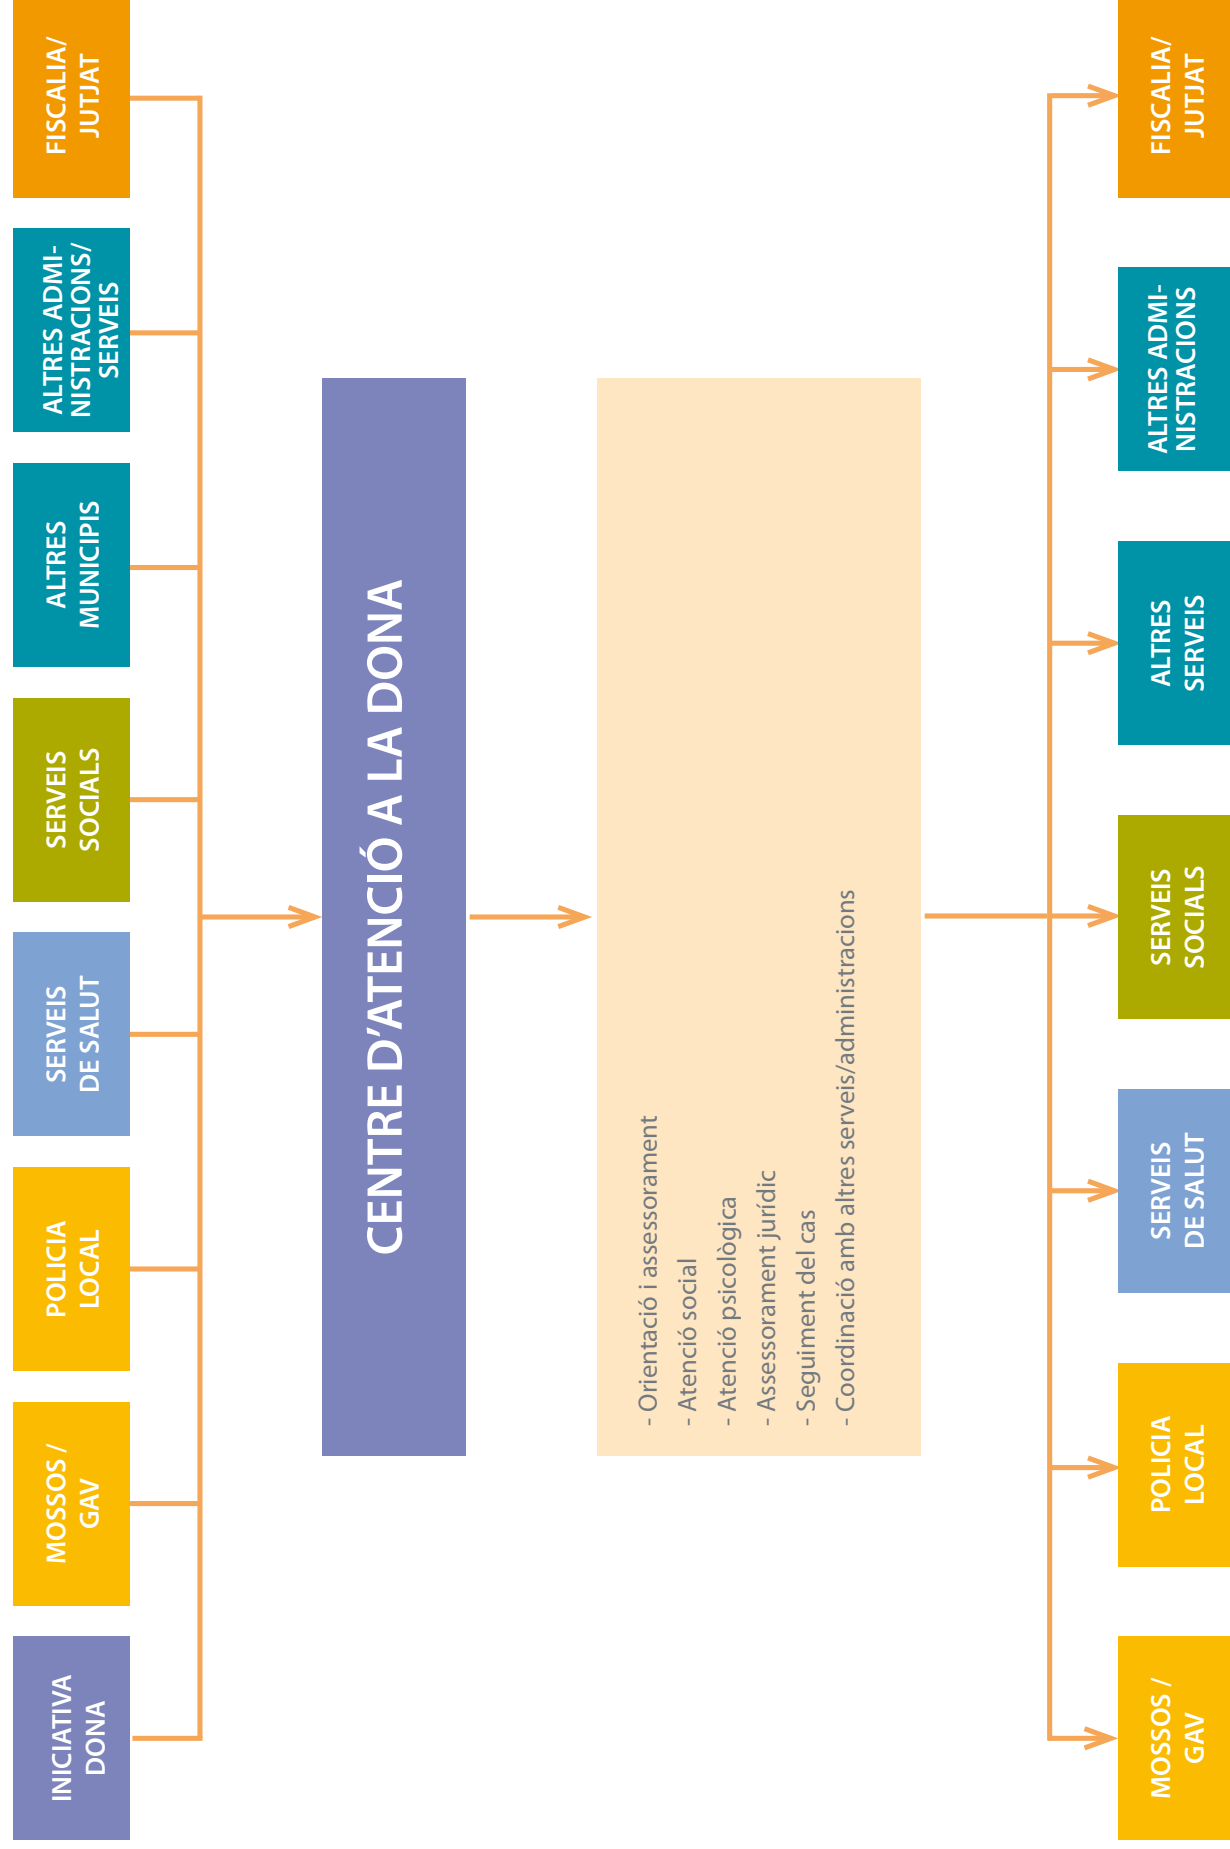 INICIATIVA
DONA
MOSSOS /
GAV
POLICIA
LOCAL
SERVEIS
DE SALUT
SERVEIS
SOCIALS
ALTRES
MUNICIPIS
ALTRES ADMI-
NISTRACIONS/
SERVEIS
FISCALIA/
JUTJAT
CENTRE D’ATENCIÓ A LA DONA
- Orientació i assessorament
- Atenció social
- Atenció psicològica
- Assessorament jurídic
- Seguiment del cas
- Coordinació amb altres serveis/administracions
MOSSOS /
GAV
POLICIA
LOCAL
SERVEIS
DE SALUT
SERVEIS
SOCIALS
ALTRES
SERVEIS
ALTRES ADMI-
NISTRACIONS
FISCALIA/
JUTJAT